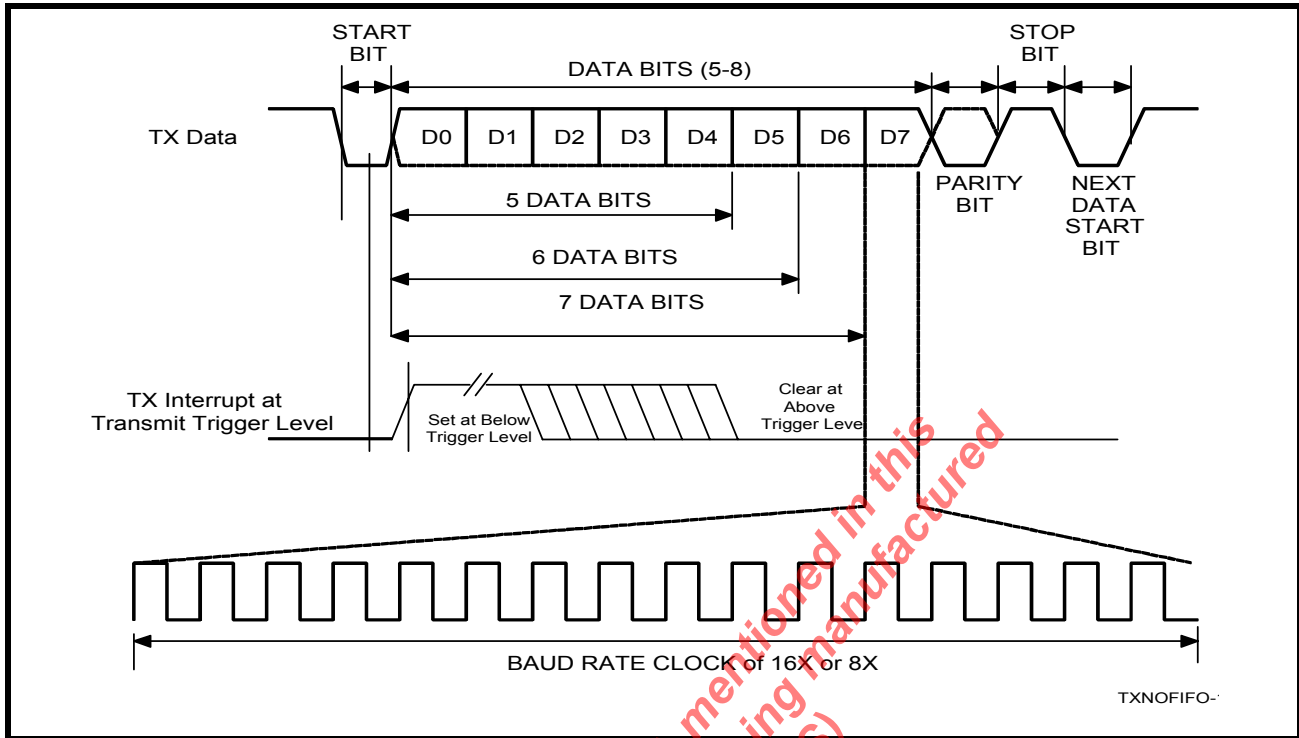 START
BIT
DATA BITS (5-8)
STOP
BIT
TX Data
D0 D1 D2 D3 D4 D5 D6 D7
PARITY
BIT
NEXT
DATA
START
BIT
5 DATA BITS
6 DATA BITS
7 DATA BITS
TX Interrupt at
Transmit Trigger Level
Set at Below
Trigger Level
Clear at
Above
Trigger Level
mentioned in this
ing manufactured
BAUD RATE CLOCK of 16X or 8X
TXNOFIFO-